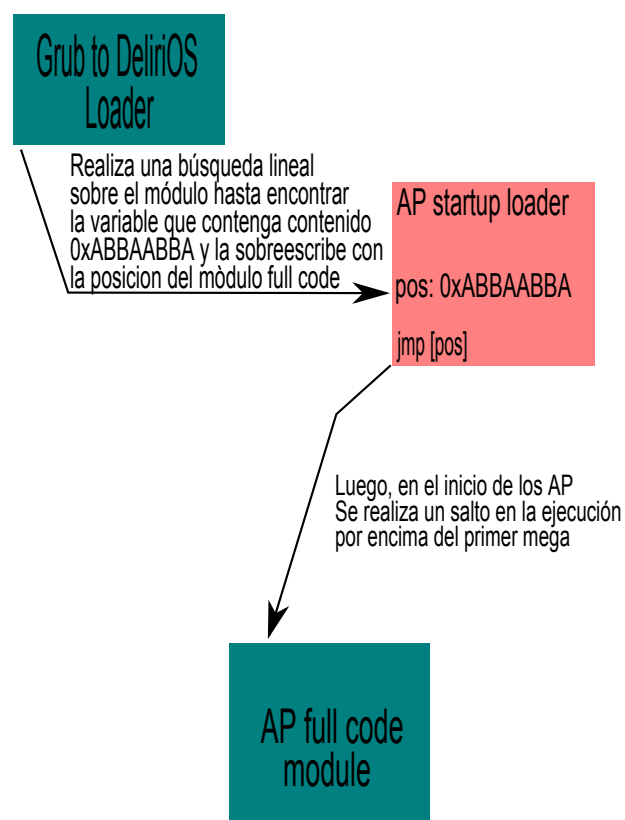 Grub to DeliriOS
Loader
Realiza una búsqueda lineal
sobre el módulo hasta encontrar
la variable que contenga contenido
0xABBAABBA y la sobreescribe con
la posicion del mòdulo full code
AP startup loader
pos: 0xABBAABBA
jmp [pos]
Luego, en el inicio de los AP
Se realiza un salto en la ejecución
por encima del primer mega
AP full code
module